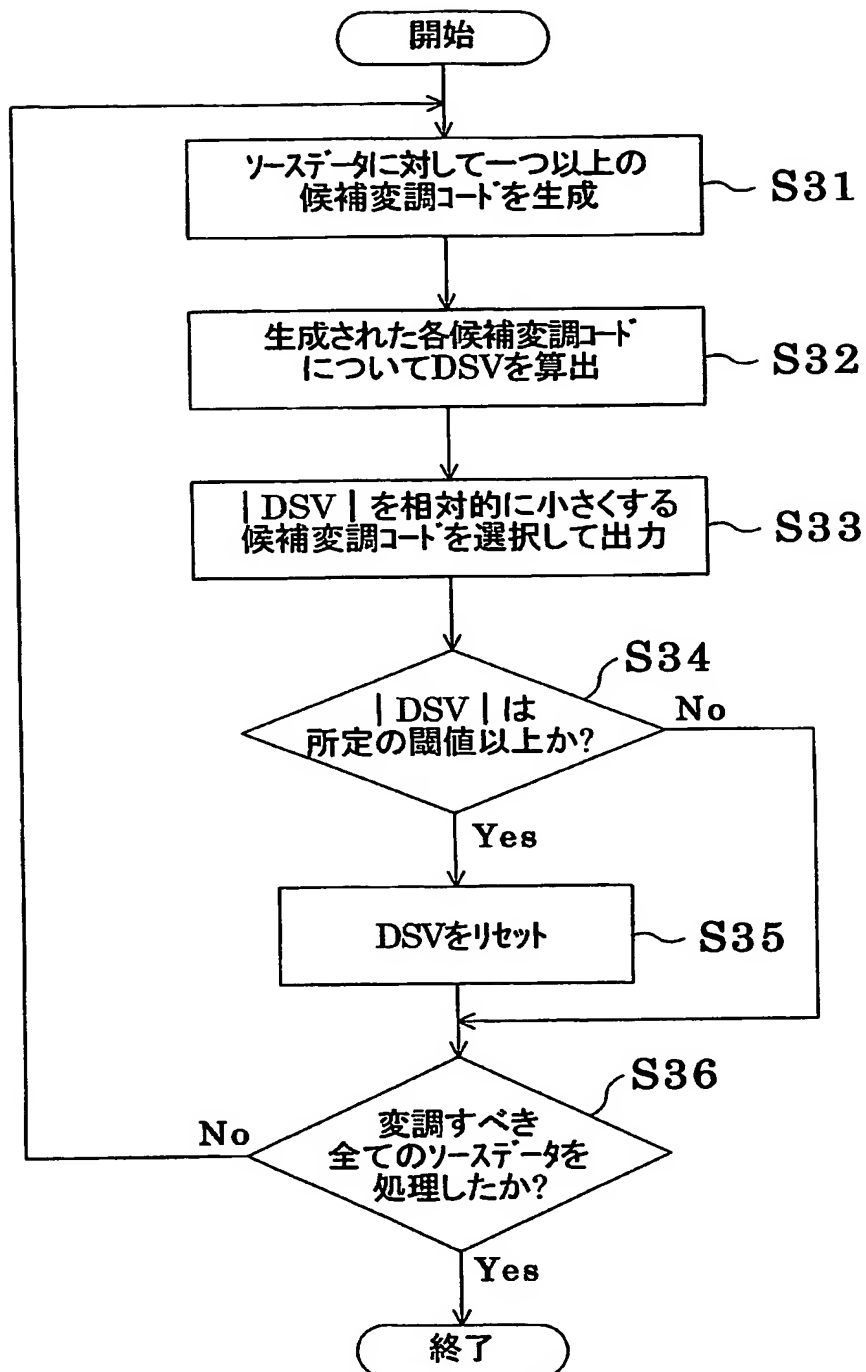 開始
ソースデータに対して一つ以上の
候補変調コードを生成
S31
生成された各候補変調コード
についてDSVを算出
S32
|DSV|を相対的に小さくする
候補変調コードを選択して出力
S33
S34
|DSV|は
所定の閾値以上か?
No
Yes
DSVをリセット
S35
S36
No
変調すべき
全てのソースデータを
処理したか?
Yes
終了